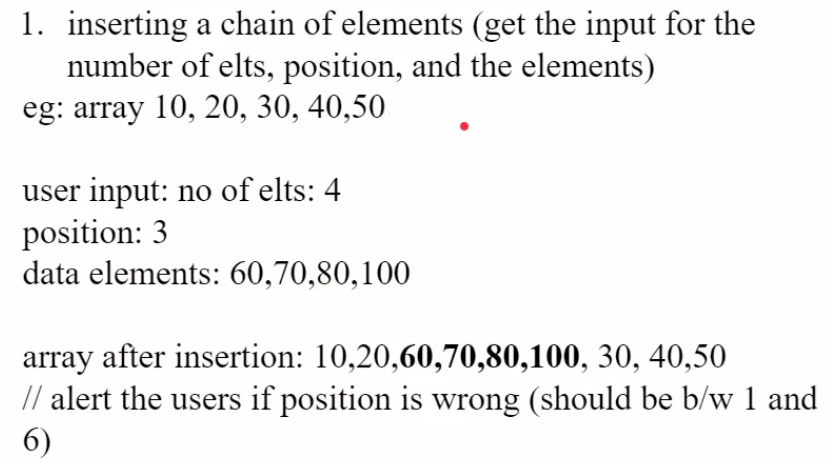 1. inserting a chain of elements (get the input for the
number of elts, position, and the elements)
eg: array 10, 20, 30, 40,50
user input: no of elts: 4
position: 3
data elements: 60,70,80,100
array after insertion: 10,20,60,70,80,100, 30, 40,50
// alert the users if position is wrong (should be b/w 1 and
6)